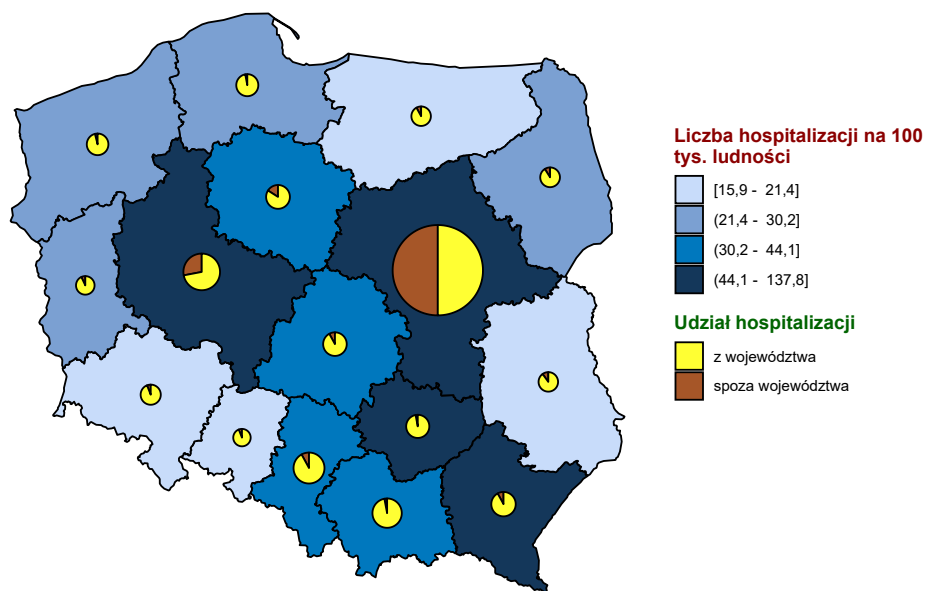 Liczba hospitalizacji na 100
tys. ludności
[15,9 - 21,4]
(21,4 - 30,2]
(30,2 - 44,1]
(44,1 - 137,8]
Udział hospitalizacji
z województwa
spoza województwa